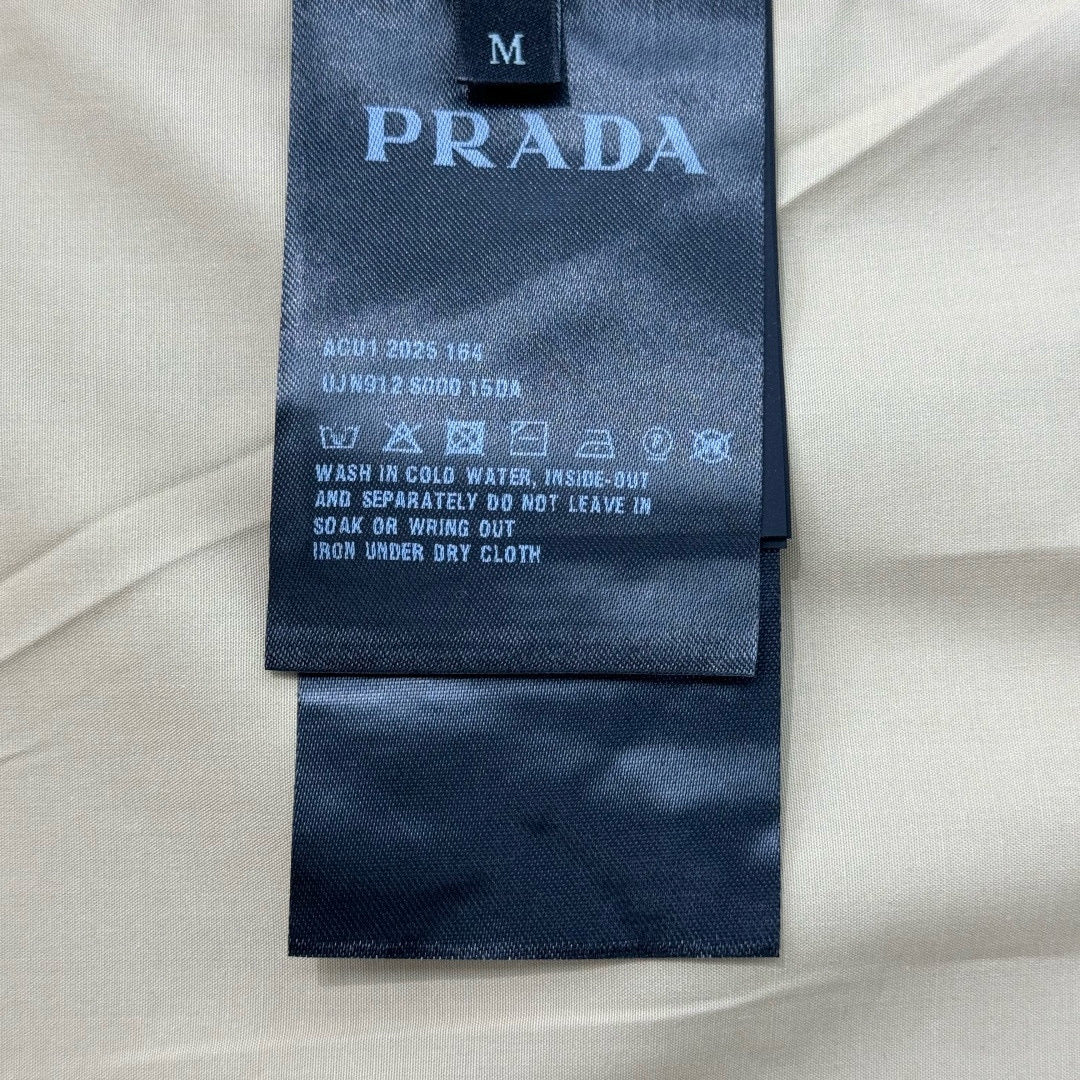 M
PRADA
ACU1 2025 164
UJN912 S000 15DA
WASH IN COLD WATER, INSIDE-OUT
AND SEPARATELY DO NOT LEAVE IN
SOAK OR WRING OUT
IRON UNDER DRY CLOTH